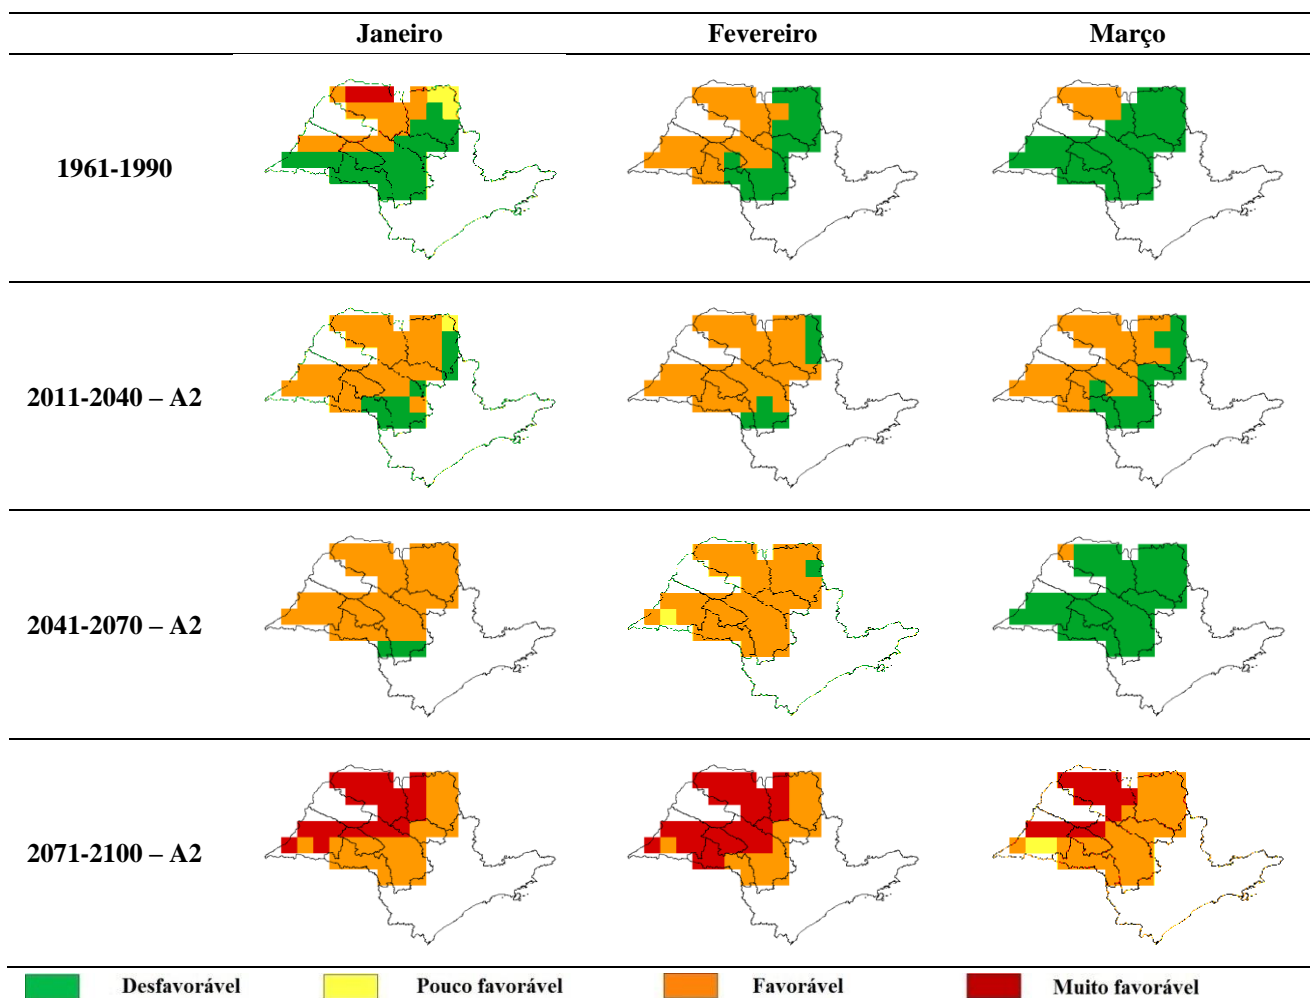 Janeiro Fevereiro Março
1961-1990
2011-2040 – A2
2041-2070 – A2
2071-2100 – A2
Desfavorável Pouco favorável Favorável Muito favorável